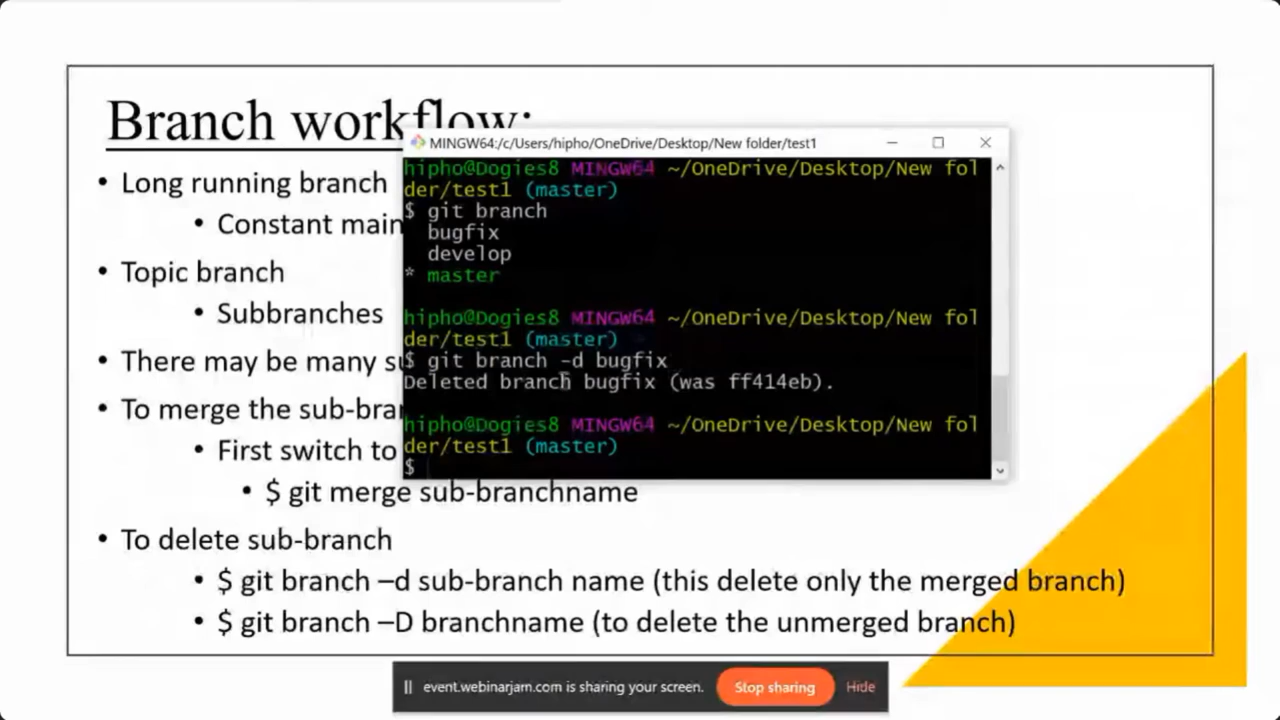 Branch workflow:
• Long running branch
• Constant main
• Topic branch
• Subbranches
• There may be many su
• To merge the sub-bra
• First switch to
• $ git merge sub-branchname
• To delete sub-branch
• $ git branch –d sub-branch name (this delete only the merged branch)
• $ git branch –D branchname (to delete the unmerged branch)
MINGW64:/c/Users/hipho/OneDrive/Desktop/New folder/test1
hipho@Dogies8 MINGW64 ~/OneDrive/Desktop/New fol
der/test1 (master)
$ git branch
bugfix
develop
* master
hipho@Dogies8 MINGW64 ~/OneDrive/Desktop/New fol
der/test1 (master)
$ git branch -d bugfix
Deleted branch bugfix (was ff414eb).
hipho@Dogies8 MINGW64 ~/OneDrive/Desktop/New fol
der/test1 (master)
$
event.webinarjam.com is sharing your screen.
Stop sharing
Hide